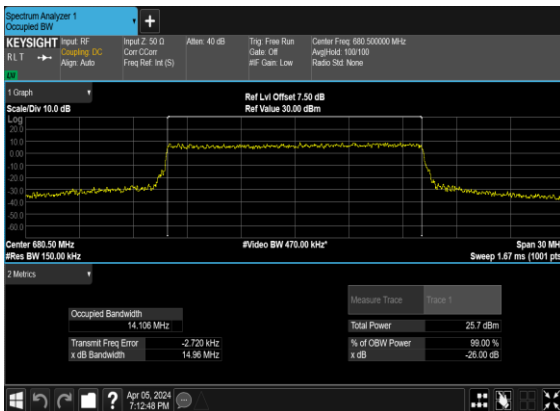 Spectrum Analyzer 1
Occupied BW
+
KEYSIGHT
RLT
LV
Input: RF
Coupling: DC
Align: Auto
Input Z: 50 Ω
Corr CCorr
Freq Ref: Int (S)
Atten: 40 dB
Trig: Free Run
Gate: Off
#IF Gain: Low
Center Freq: 680.500000 MHz
Avg|Hold: 100/100
Radio Std: None
1 Graph
Scale/Div 10.0 dB
Ref Lvl Offset 7.50 dB
Ref Value 30.00 dBm
Log
20.0
10.0
0.00
-10.0
-20.0
-30.0
-40.0
-50.0
-60.0
Center 680.50 MHz
#Res BW 150.00 kHz
#Video BW 470.00 kHz*
Span 30 MH
Sweep 1.67 ms (1001 pts
2 Metrics
Occupied Bandwidth
14.106 MHz
Transmit Freq Error -2.720 kHz
x dB Bandwidth 14.96 MHz
Measure Trace Trace 1
Total Power 25.7 dBm
% of OBW Power 99.00 %
x dB -26.00 dB
?
Apr 05, 2024
7:12:48 PM